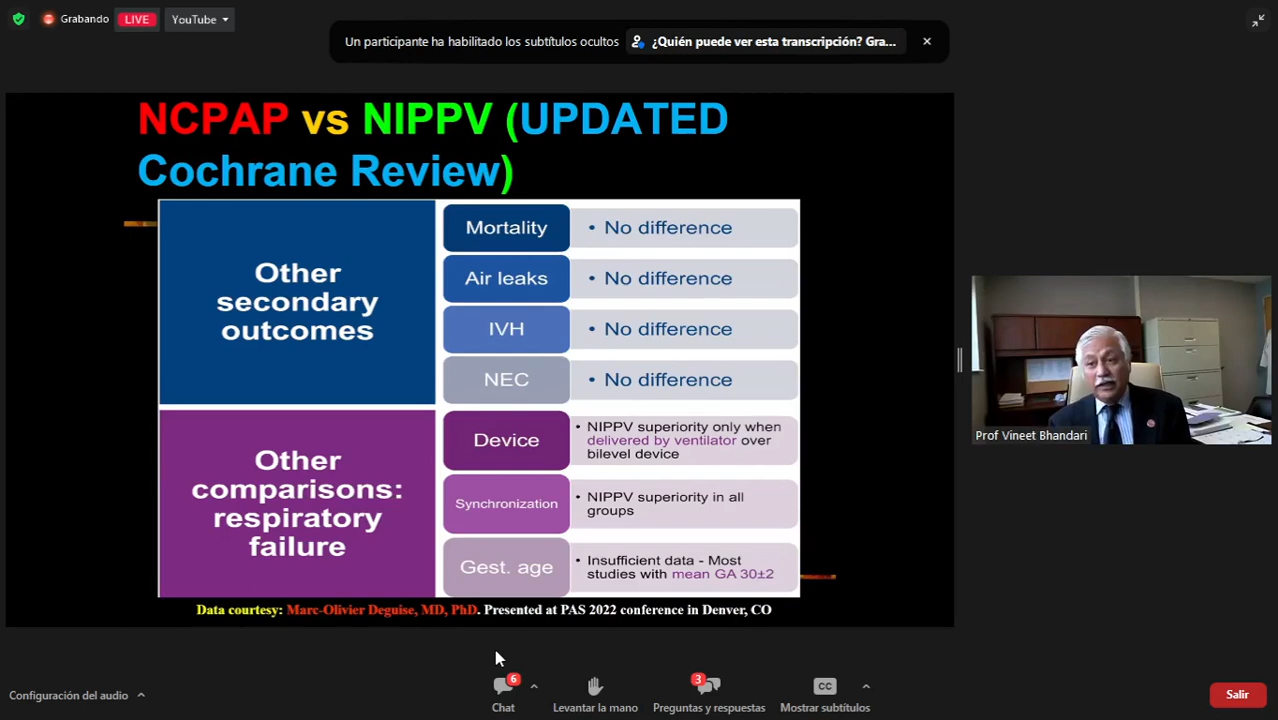 Grabando
LIVE
YouTube
Un participante ha habilitado los subtítulos ocultos
¿Quién puede ver esta transcripción? Gra...
NCPAP vs NIPPV (UPDATED
Cochrane Review)
Other
secondary
outcomes
Mortality
• No difference
Air leaks
• No difference
IVH
• No difference
NEC
• No difference
Other
comparisons:
respiratory
failure
Device
• NIPPV superiority only when
delivered by ventilator over
bilevel device
Synchronization
• NIPPV superiority in all
groups
Gest. age
• Insufficient data - Most
studies with mean GA 30±2
Data courtesy: Marc-Olivier Deguise, MD, PhD. Presented at PAS 2022 conference in Denver, CO
Prof Vineet Bhandari
Configuración del audio
6
Chat
Levantar la mano
3
Preguntas y respuestas
CC
Mostrar subtítulos
Salir